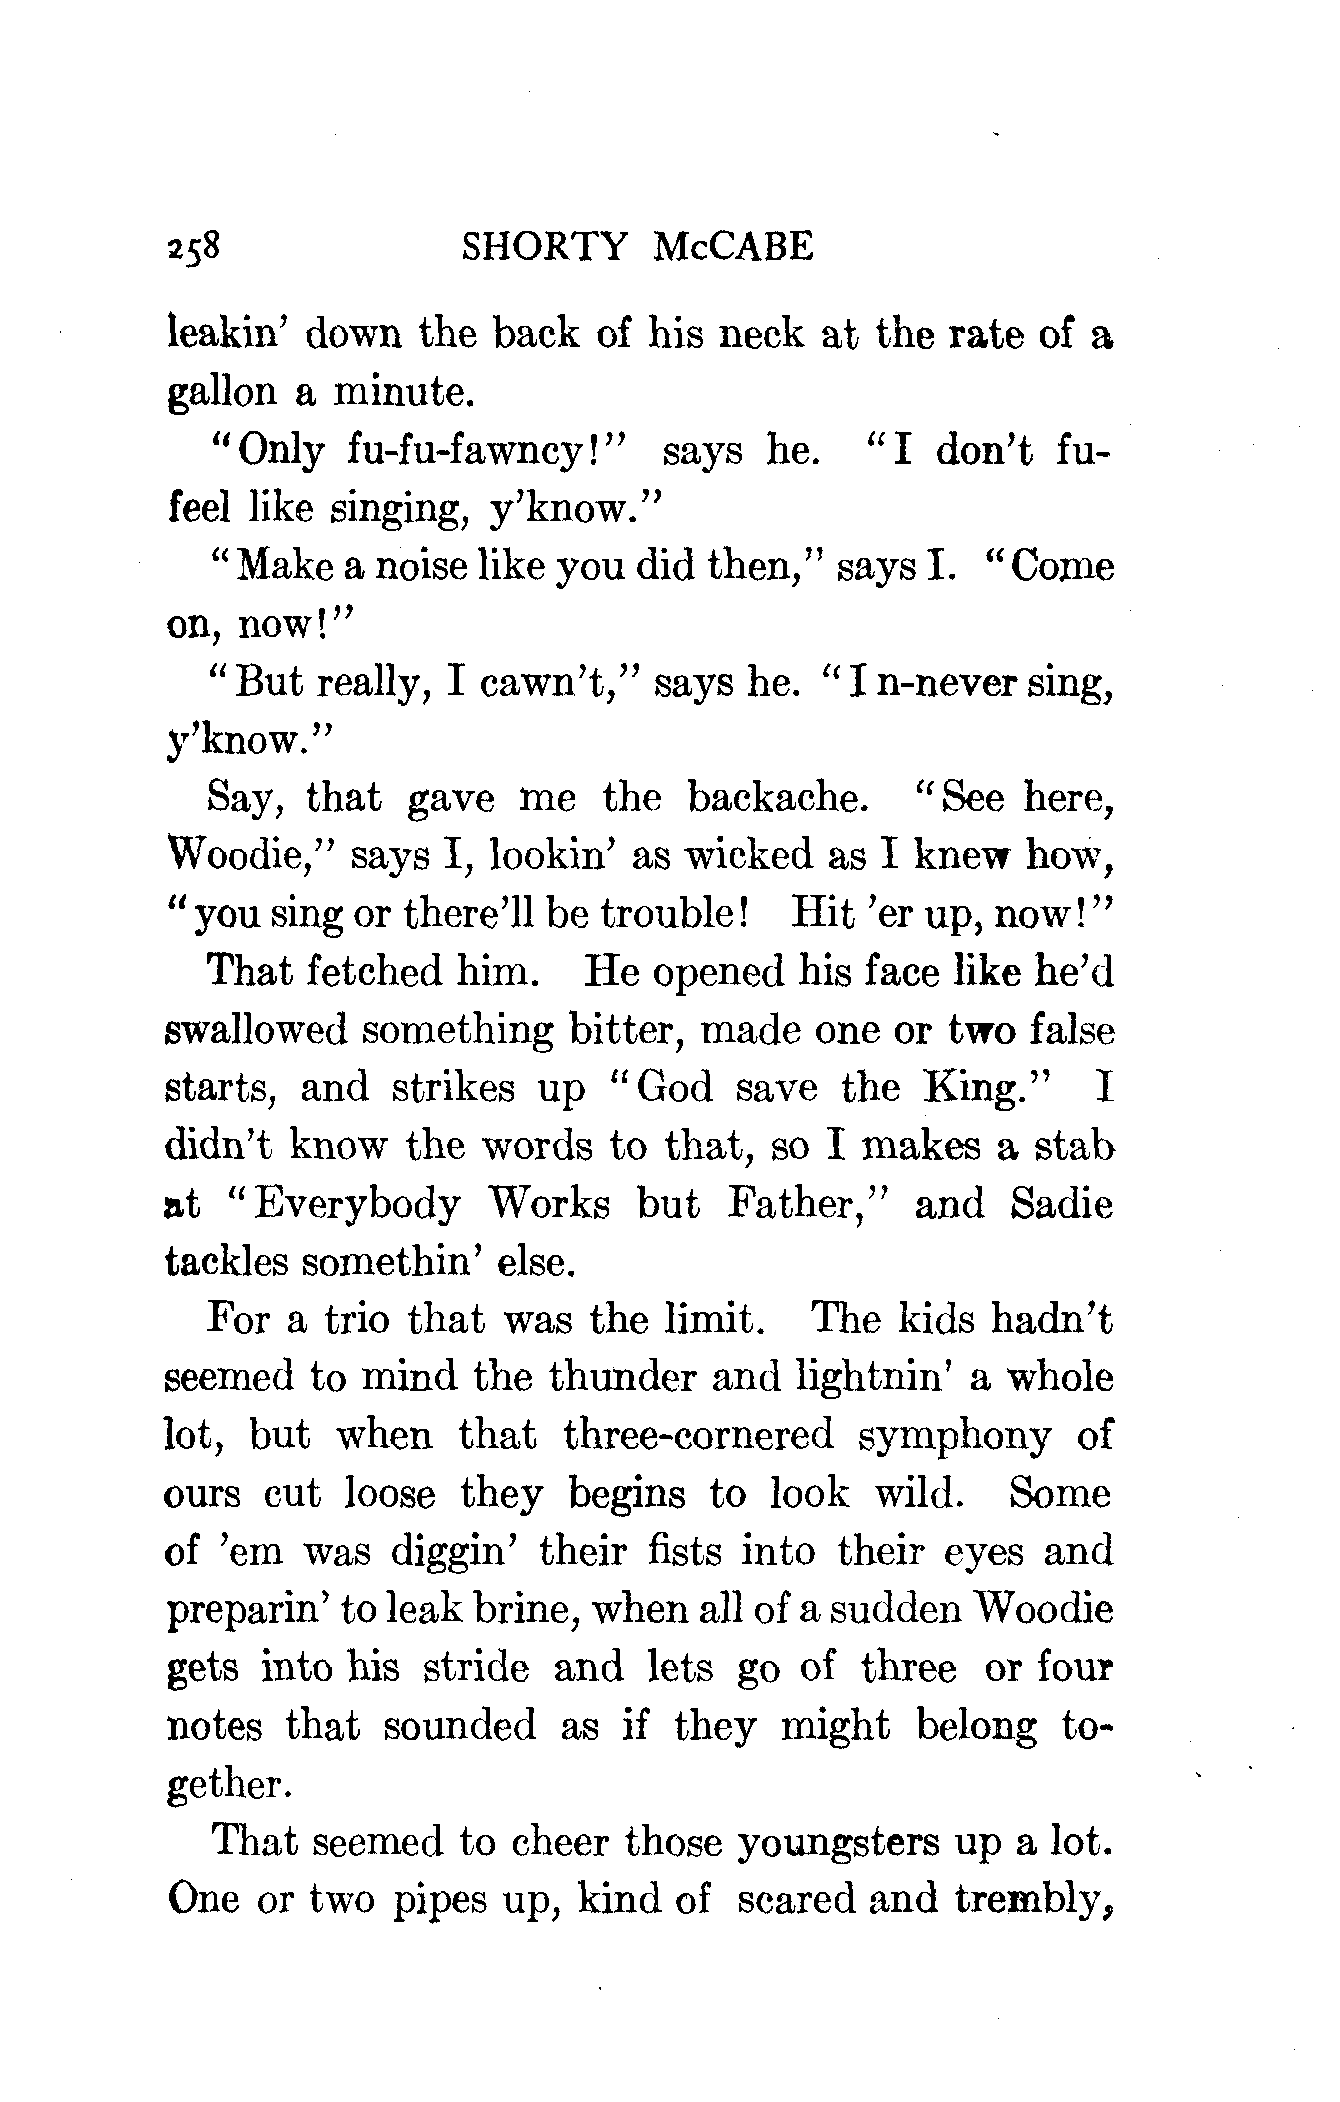 258 SHORTY McCABE
leakin' down the back of his neck at the rate of a
gallon a minute.
"Only fu-fu-fawncy!" says he. "I don't fu-
feel like singing, y'know."
"Make a noise like you did then," says I. "Come
on, now!"
"But really, I cawn't," says he. "I n-never sing,
y'know."
Say, that gave me the backache. "See here,
Woodie," says I, lookin' as wicked as I knew how,
"you sing or there'll be trouble! Hit 'er up, now!"
That fetched him. He opened his face like he'd
swallowed something bitter, made one or two false
starts, and strikes up "God save the King." I
didn't know the words to that, so I makes a stab
at "Everybody Works but Father," and Sadie
tackles somethin' else.
For a trio that was the limit. The kids hadn't
seemed to mind the thunder and lightnin' a whole
lot, but when that three-cornered symphony of
ours cut loose they begins to look wild. Some
of 'em was diggin' their fists into their eyes and
preparin' to leak brine, when all of a sudden Woodie
gets into his stride and lets go of three or four
notes that sounded as if they might belong to-
gether.
That seemed to cheer those youngsters up a lot.
One or two pipes up, kind of scared and trembly,